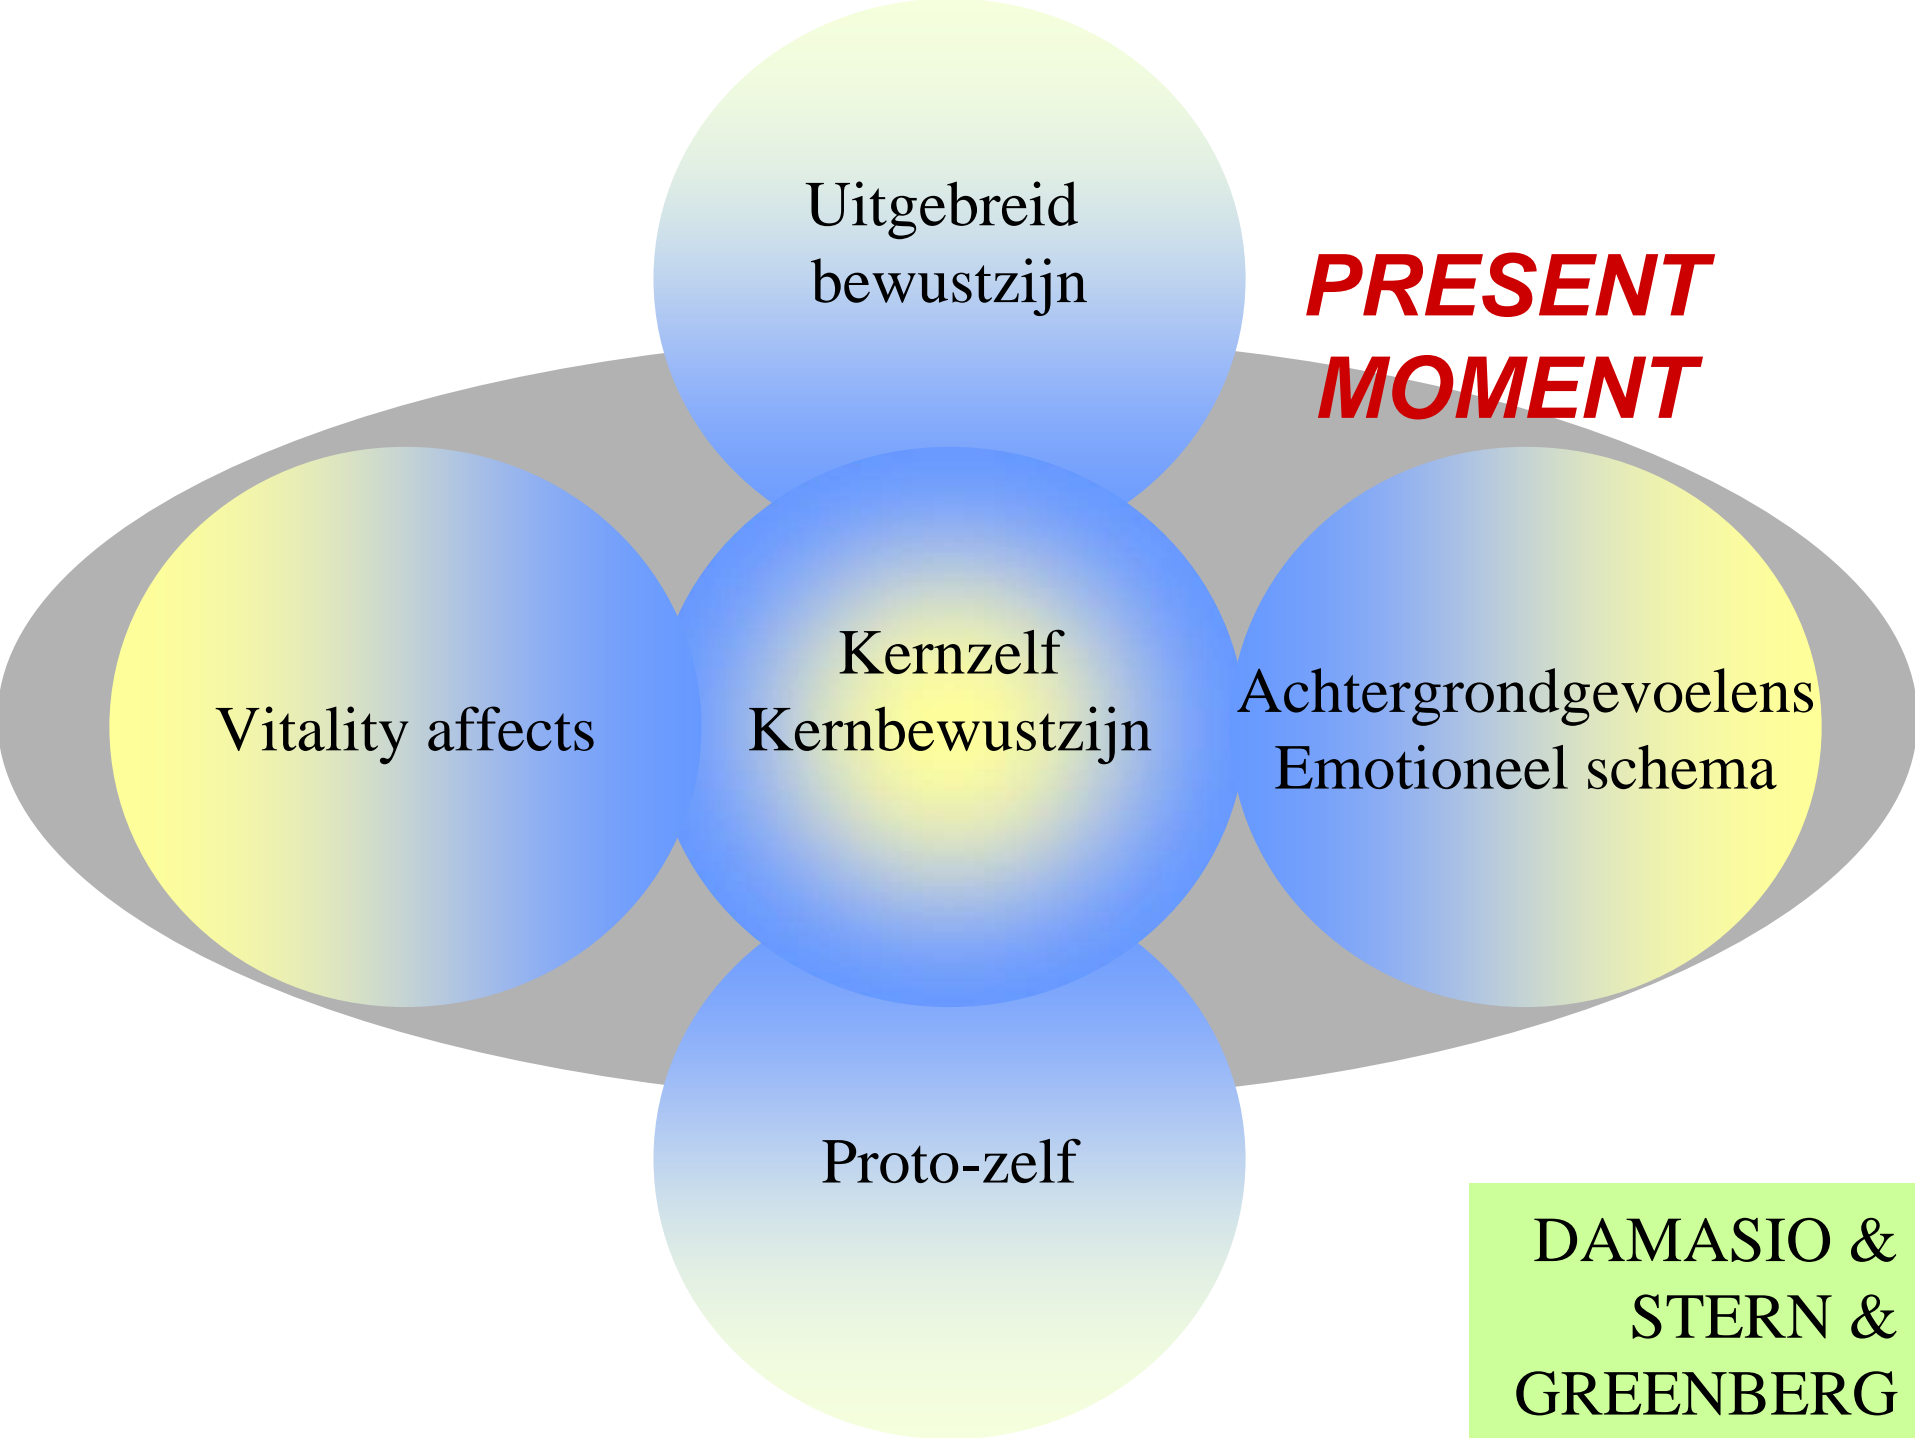 Uitgebreid
bewustzijn
PRESENT
MOMENT
Vitality affects
Kernzelf
Kernbewustzijn
Achtergrondgevoelens
Emotioneel schema
Proto-zelf
DAMASIO &
STERN &
GREENBERG